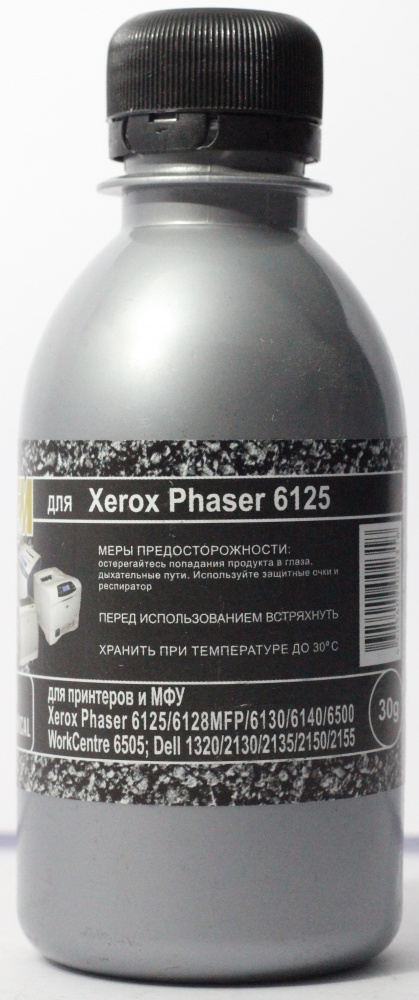 для Xerox Phaser 6125
МЕРЫ ПРЕДОСТОРОЖНОСТИ:
остерегайтесь попадания продукта в глаза,
дыхательные пути. Используйте защитные очки и
респиратор
ПЕРЕД ИСПОЛЬЗОВАНИЕМ ВСТРЯХНУТЬ
ХРАНИТЬ ПРИ ТЕМПЕРАТУРЕ ДО 30°С
для принтеров и МФУ
Xerox Phaser 6125/6128MFP/6130/6140/6500
WorkCentre 6505; Dell 1320/2130/2135/2150/2155
30g